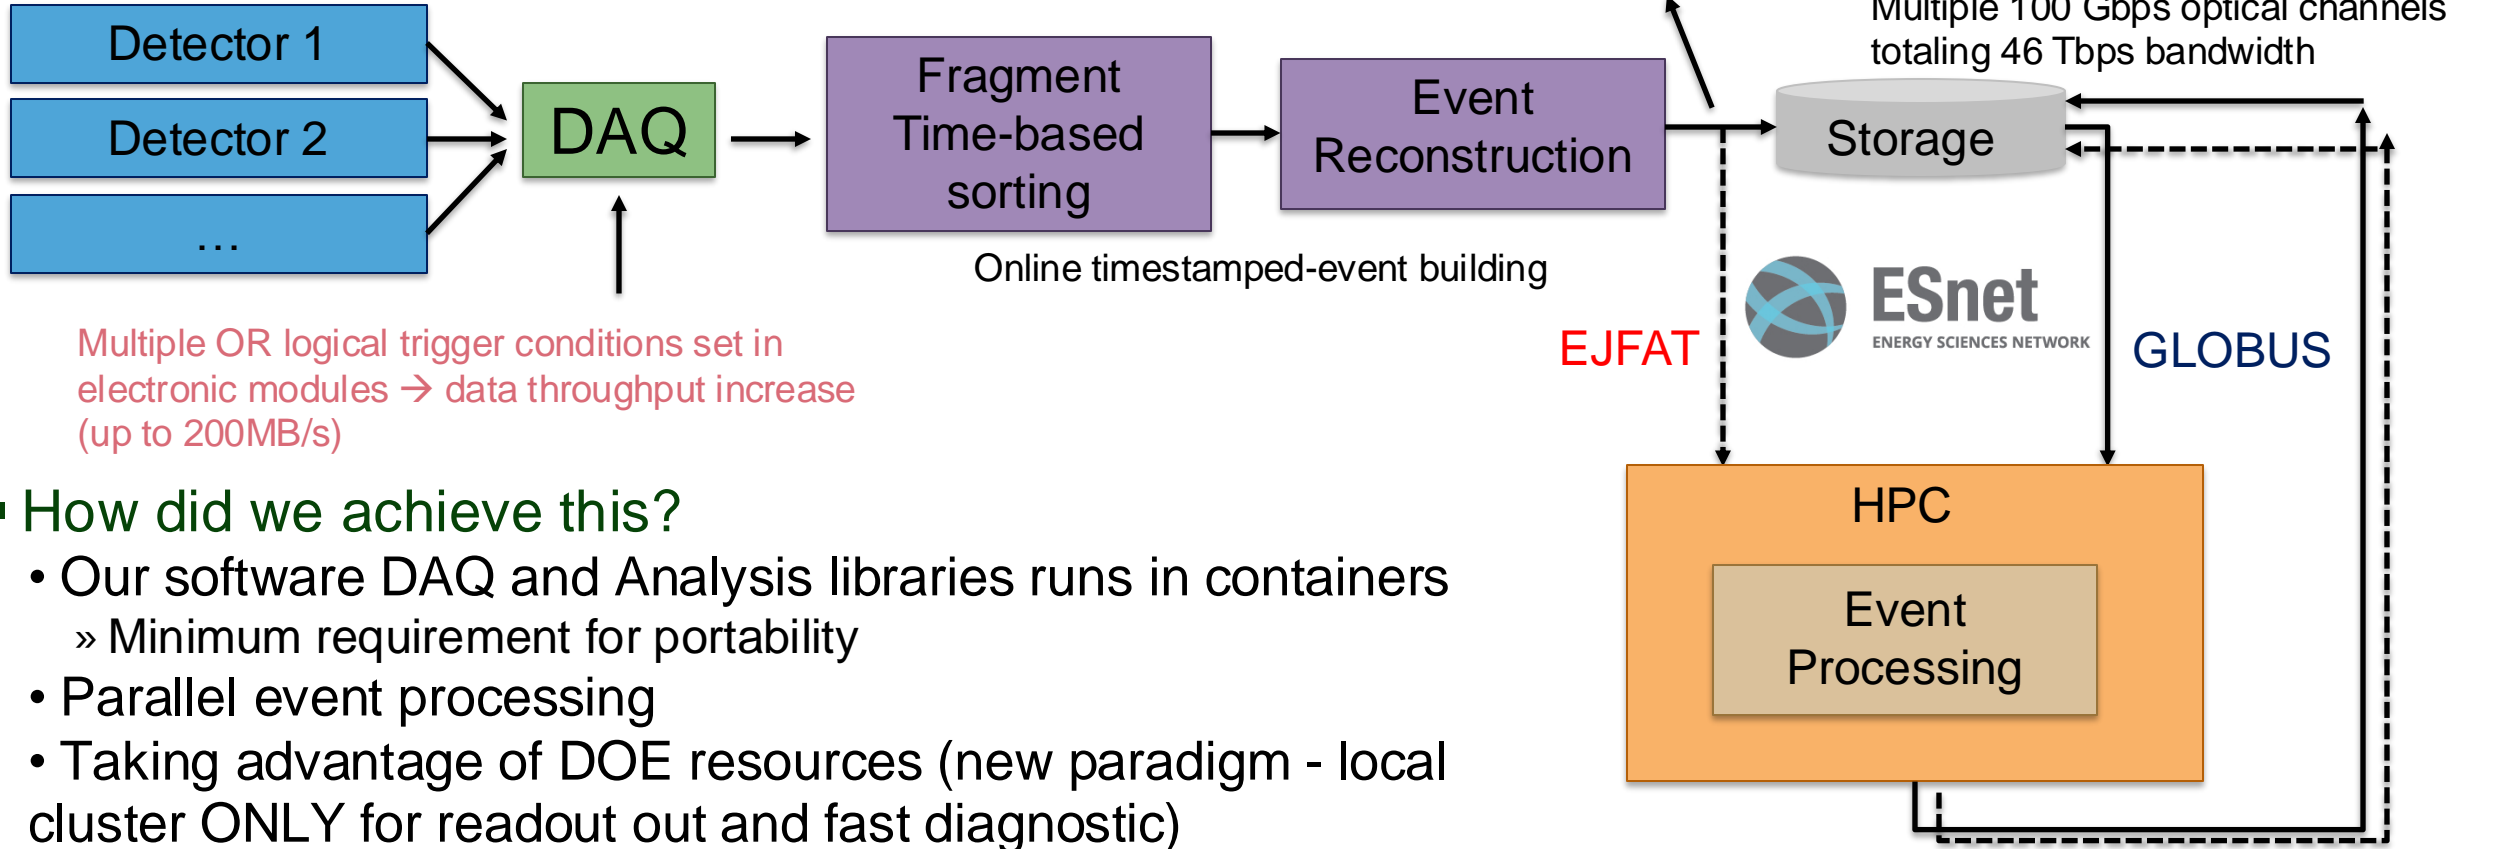 Multiple 100 Gbps optical channels
totaling 46 Tbps bandwidth
Detector 1
Detector 2
...
DAQ
Fragment
Time-based
sorting
Event
Reconstruction
Storage
Online timestamped-event building
Multiple OR logical trigger conditions set in
electronic modules → data throughput increase
(up to 200MB/s)
EJFAT
ESnet
ENERGY SCIENCES NETWORK
GLOBUS
HPC
Event
Processing
▪ How did we achieve this?
• Our software DAQ and Analysis libraries runs in containers
» Minimum requirement for portability
• Parallel event processing
• Taking advantage of DOE resources (new paradigm - local
cluster ONLY for readout out and fast diagnostic)